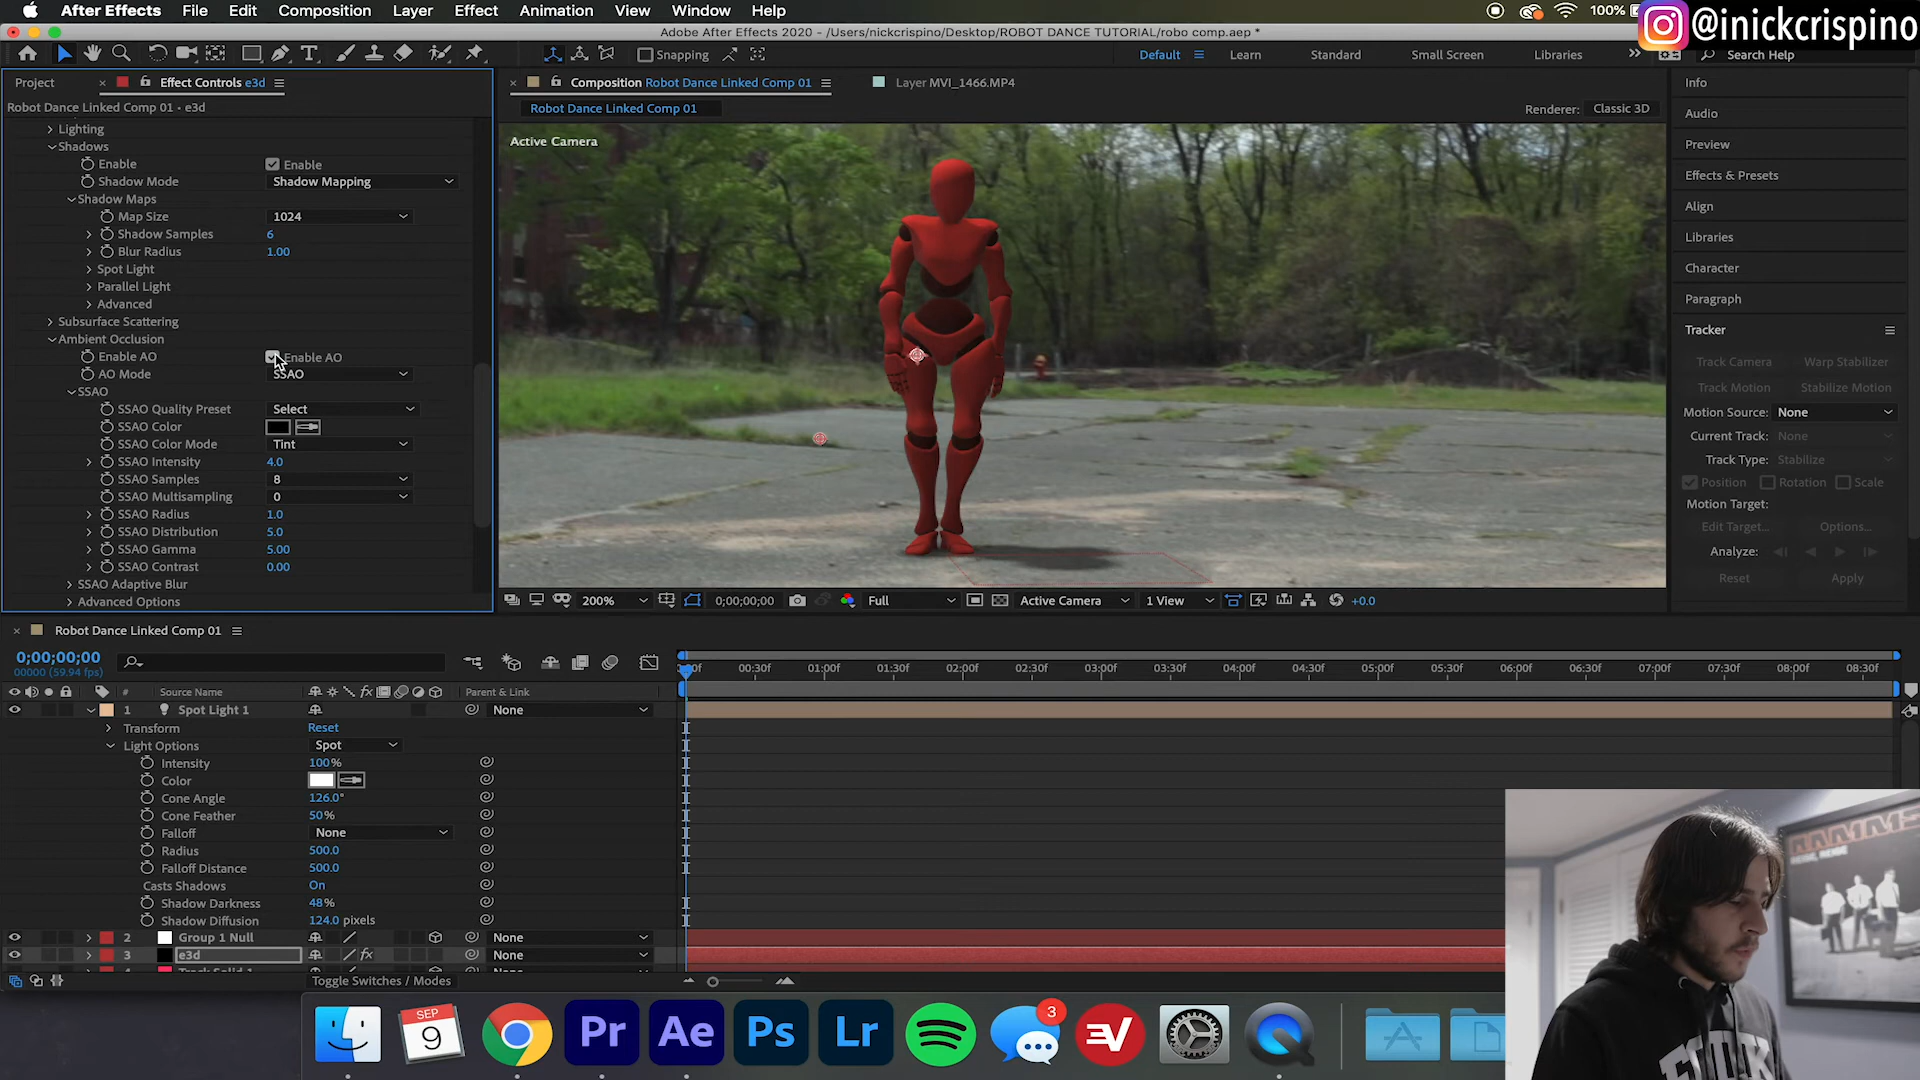 After Effects File Edit Composition Layer Effect Animation View Window Help 100%
@inickcrispino
Adobe After Effects 2020 - /Users/nickcrispino/Desktop/ROBOT DANCE TUTORIAL/robo comp.aep *
Snapping Default Learn Standard Small Screen Libraries Search Help
Project Effect Controls e3d
Robot Dance Linked Comp 01 • e3d
Lighting
Shadows
Enable Enable
Shadow Mode Shadow Mapping
Shadow Maps
Map Size 1024
Shadow Samples 6
Blur Radius 1.00
Spot Light
Parallel Light
Advanced
Subsurface Scattering
Ambient Occlusion
Enable AO Enable AO
AO Mode SSAO
SSAO
SSAO Quality Preset Select
SSAO Color
SSAO Color Mode Tint
SSAO Intensity 4.0
SSAO Samples 8
SSAO Multisampling 0
SSAO Radius 1.0
SSAO Distribution 5.0
SSAO Gamma 5.00
SSAO Contrast 0.00
SSAO Adaptive Blur
Advanced Options
Composition Robot Dance Linked Comp 01 Layer MVI_1466.MP4
Robot Dance Linked Comp 01 Renderer: Classic 3D
Active Camera
200% 0;00;00;00 Full Active Camera 1 View +0.0
Info
Audio
Preview
Effects & Presets
Align
Libraries
Character
Paragraph
Tracker
Track Camera Warp Stabilizer
Track Motion Stabilize Motion
Motion Source: None
Current Track: None
Track Type: Stabilize
Position Rotation Scale
Motion Target:
Edit Target... Options...
Analyze:
Reset Apply
Robot Dance Linked Comp 01
0;00;00;00
00000 (59.94 fps)
00f 00:30f 01:00f 01:30f 02:00f 02:30f 03:00f 03:30f 04:00f 04:30f 05:00f 05:30f 06:00f 06:30f 07:00f 07:30f 08:00f 08:30f
# Source Name fx Parent & Link
1 Spot Light 1 None
Transform Reset
Light Options Spot
Intensity 100%
Color
Cone Angle 126.0°
Cone Feather 50%
Falloff None
Radius 500.0
Falloff Distance 500.0
Casts Shadows On
Shadow Darkness 48%
Shadow Diffusion 124.0 pixels
2 Group 1 Null None
3 e3d fx None
Toggle Switches / Modes
RAMMS
SEP
9
Pr
Ae
Ps
Lr
3